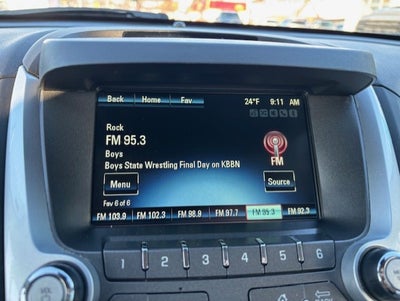 Back Home Fav 24°F 9:11 AM
Rock
FM 95.3
Boys
Boys State Wrestling Final Day on KBBN
FM
Menu Source
Fav 6 of 6
FM 103.9 FM 102.3 FM 98.9 FM 97.7 FM 95.3 FM 92.3
1 2 3 4 5 6
VOL